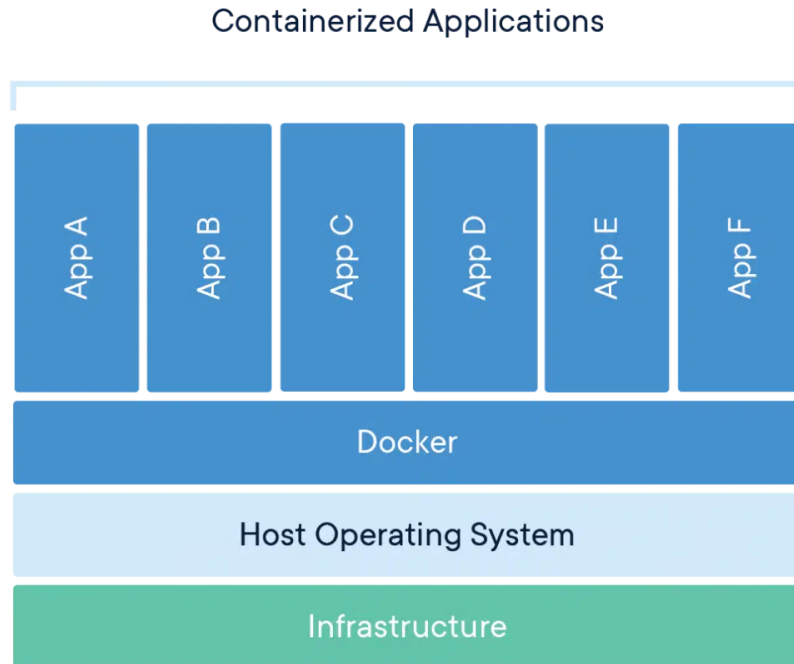 Containerized Applications
App A
App B
App C
App D
App E
App F
Docker
Host Operating System
Infrastructure